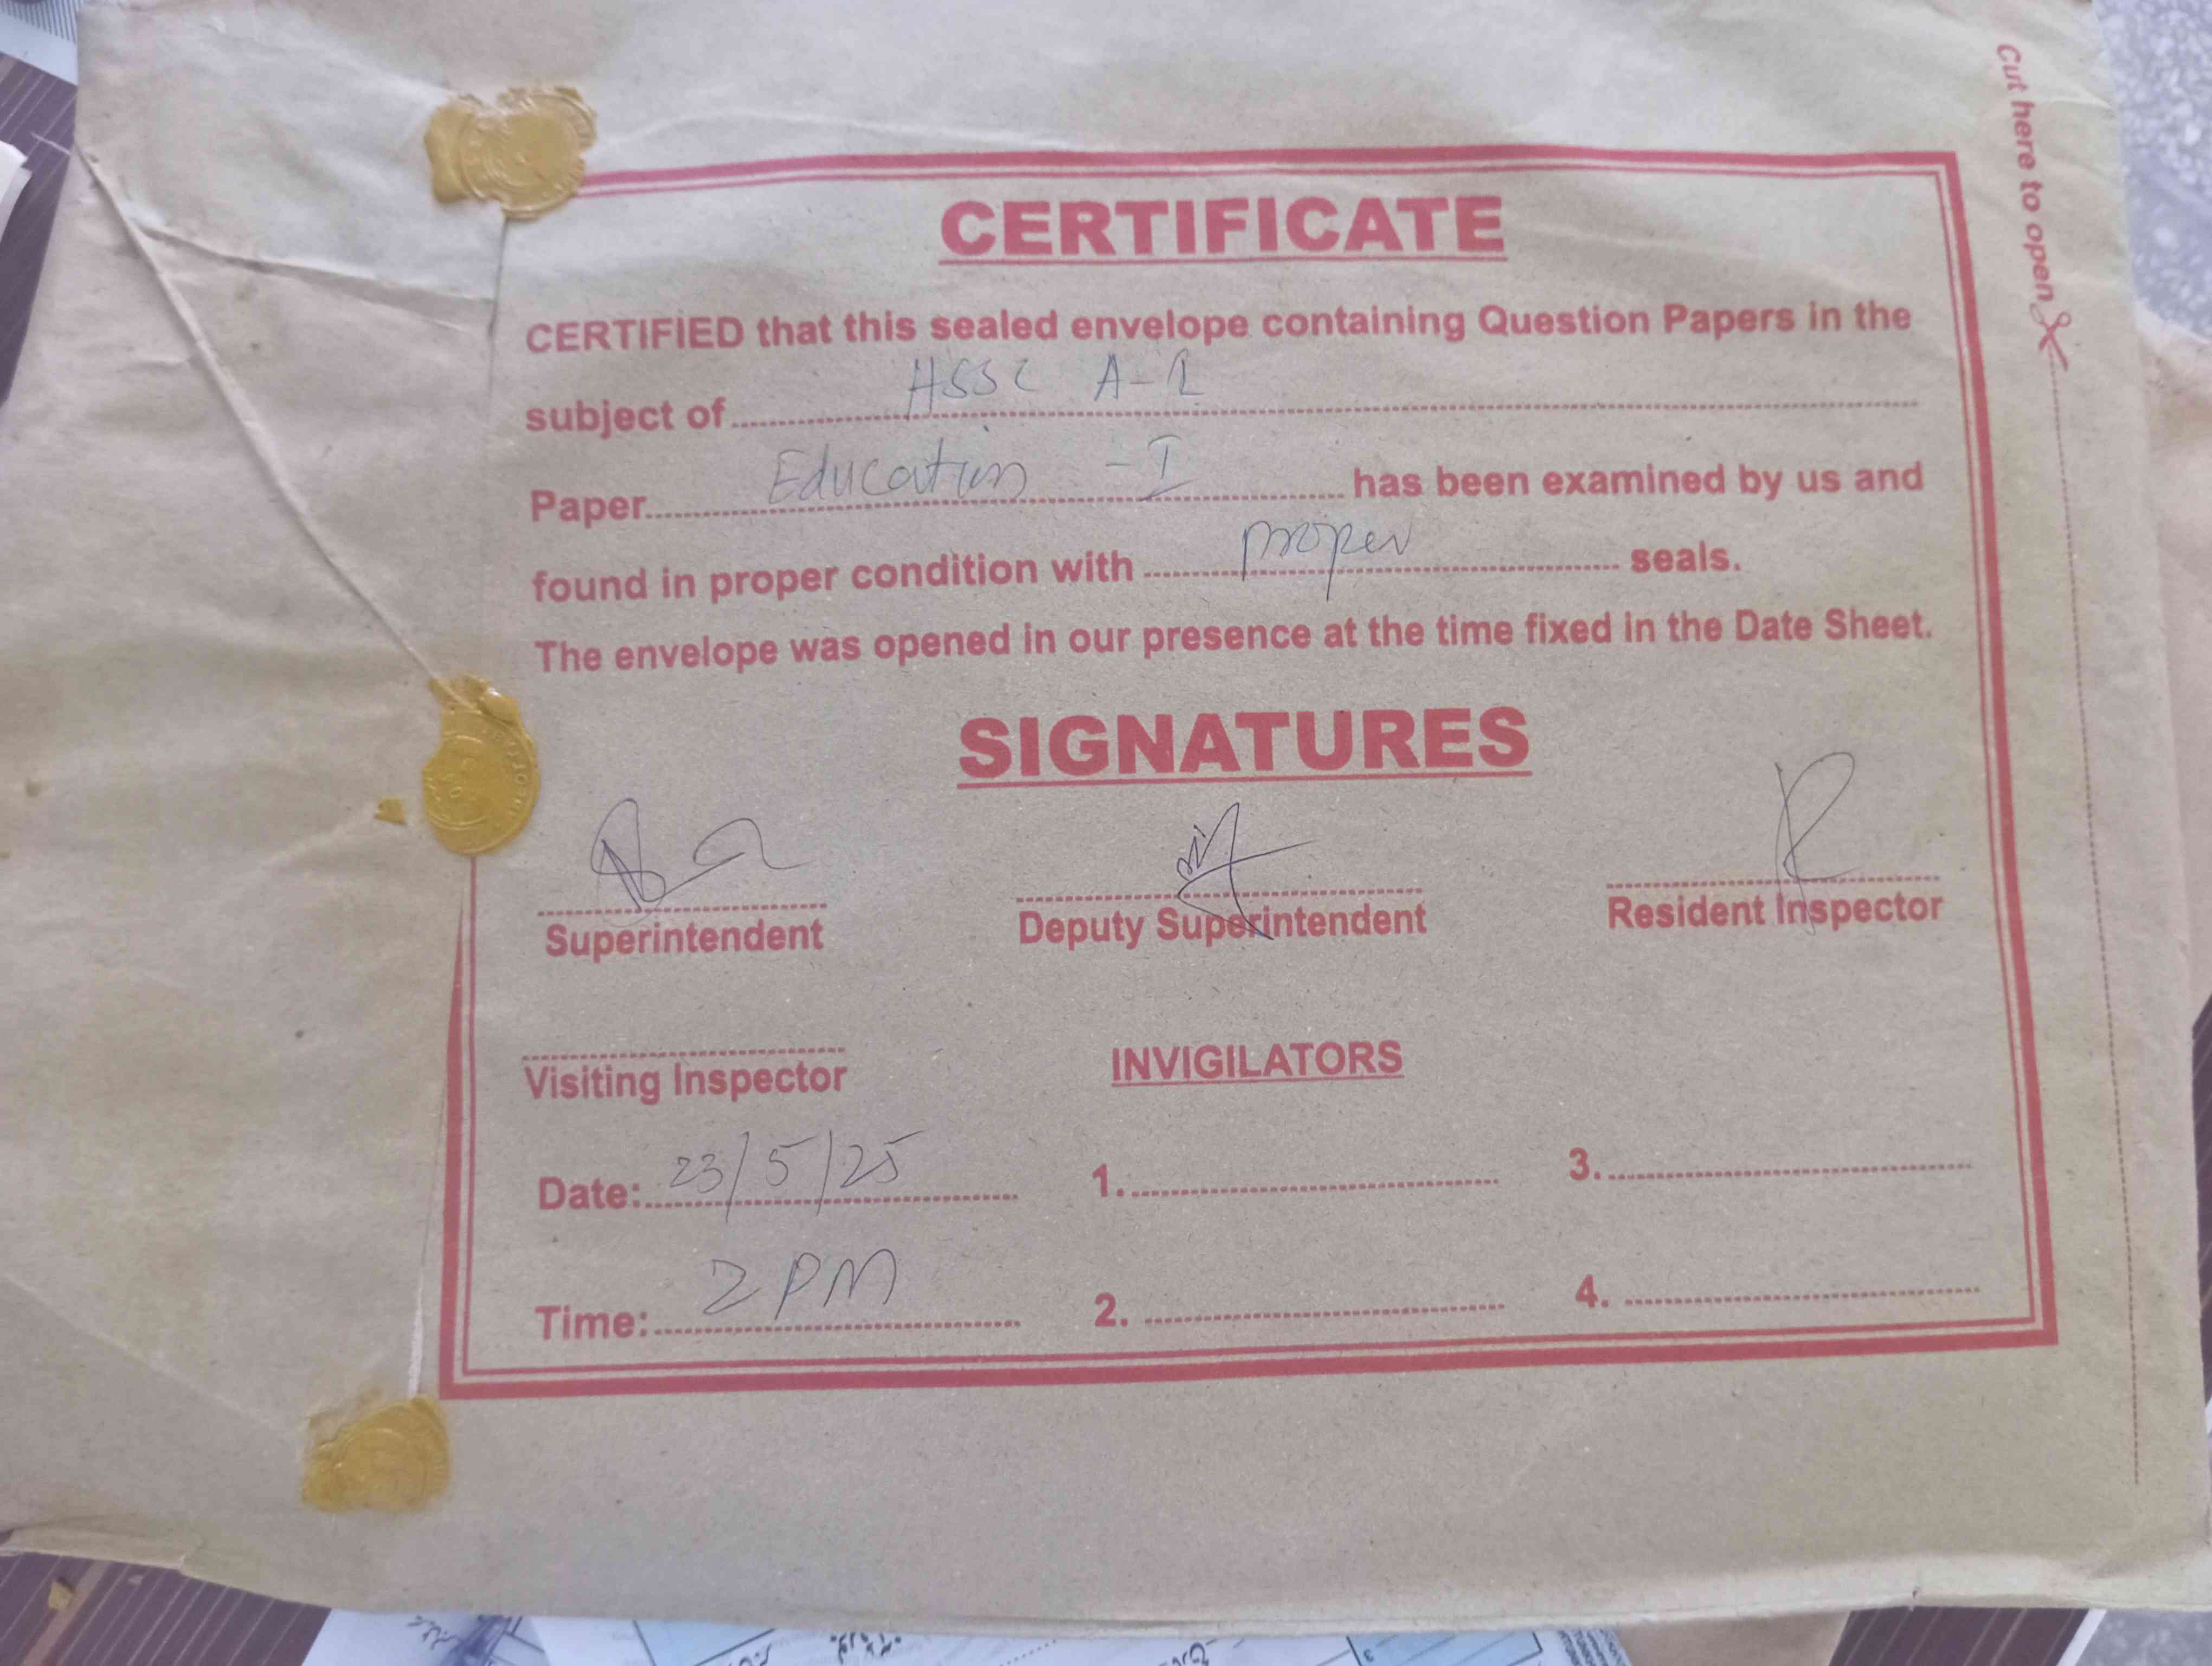 Cut here to open
CERTIFICATE
CERTIFIED that this sealed envelope containing Question Papers in the
subject of HSSC A-1
Paper Education - I has been examined by us and
found in proper condition with proper seals.
The envelope was opened in our presence at the time fixed in the Date Sheet.
SIGNATURES
Superintendent Deputy Superintendent Resident Inspector
Visiting Inspector INVIGILATORS
Date: 23/5/25 1. 3.
Time: 2 PM 2. 4.